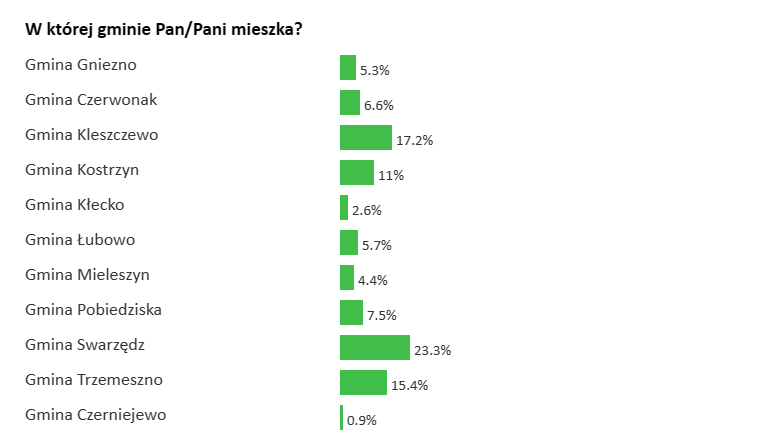 W której gminie Pan/Pani mieszka?
Gmina Gniezno 5.3%
Gmina Czerwonak 6.6%
Gmina Kleszczewo 17.2%
Gmina Kostrzyn 11%
Gmina Kłecko 2.6%
Gmina Łubowo 5.7%
Gmina Mieleszyn 4.4%
Gmina Pobiedziska 7.5%
Gmina Swarzędz 23.3%
Gmina Trzemeszno 15.4%
Gmina Czerniejewo 0.9%